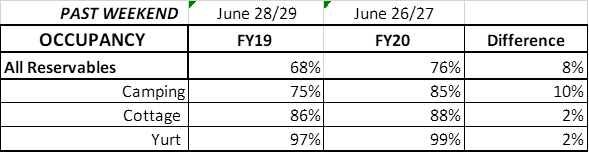 PAST WEEKEND June 28/29 June 26/27
OCCUPANCY FY19 FY20 Difference
All Reservables 68% 76% 8%
Camping 75% 85% 10%
Cottage 86% 88% 2%
Yurt 97% 99% 2%